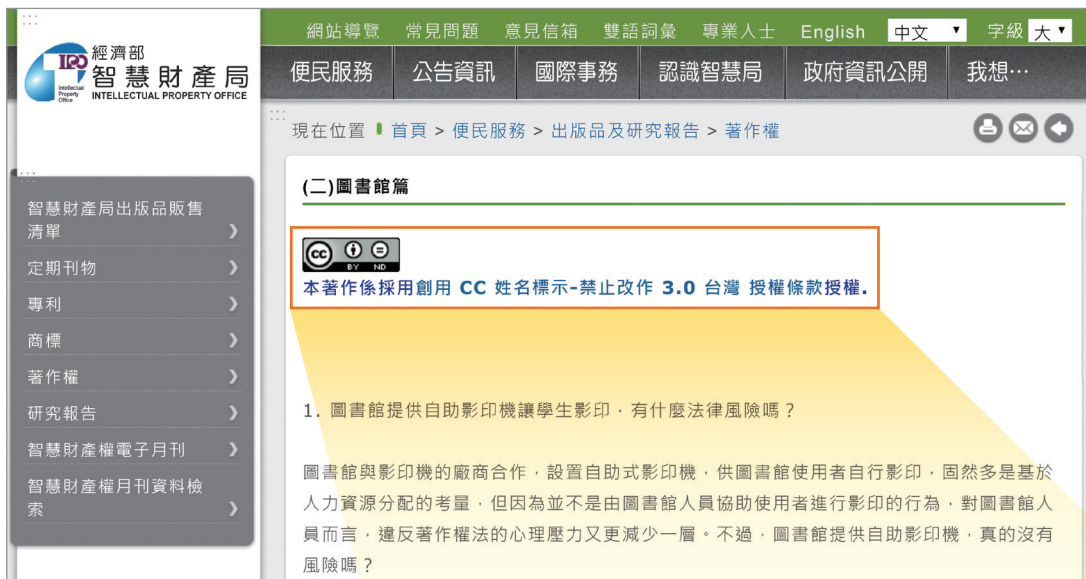 網站導覽 常見問題 意見信箱 雙語詞彙 專業人士 English 中文 字級 大
經濟部
智慧財產局
INTELLECTUAL PROPERTY OFFICE
IPO
Intellectual
Property
Office
便民服務 公告資訊 國際事務 認識智慧局 政府資訊公開 我想…
現在位置 首頁 > 便民服務 > 出版品及研究報告 > 著作權
智慧財產局出版品販售
清單 》
定期刊物 》
專利 》
商標 》
著作權 》
研究報告 》
智慧財產權電子月刊 》
智慧財產權月刊資料檢
索 》
(二)圖書館篇
cc BY ND
本著作係採用創用 CC 姓名標示-禁止改作 3.0 台灣 授權條款授權.
1. 圖書館提供自助影印機讓學生影印，有什麼法律風險嗎？
圖書館與影印機的廠商合作，設置自助式影印機，供圖書館使用者自行影印，固然多是基於
人力資源分配的考量，但因為並不是由圖書館人員協助使用者進行影印的行為，對圖書館人
員而言，違反著作權法的心理壓力又更減少一層。不過，圖書館提供自助影印機，真的沒有
風險嗎？